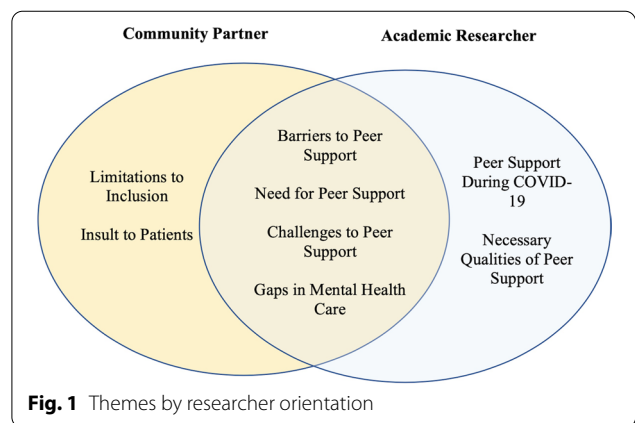 Community Partner
Academic Researcher
Limitations to
Inclusion
Insult to Patients
Barriers to Peer
Support
Need for Peer Support
Challenges to Peer
Support
Gaps in Mental Health
Care
Peer Support
During COVID-
19
Necessary
Qualities of Peer
Support
Fig. 1 Themes by researcher orientation